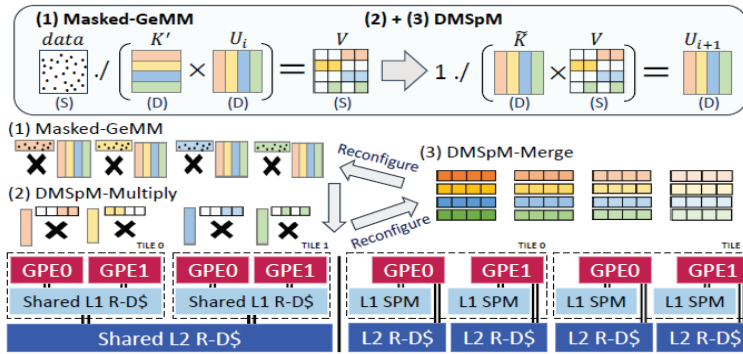 (1) Masked-GeMM (2) + (3) DMSpM
data K' U_i V K̃ V U_{i+1}
./ ( × ) = 1 ./ ( × ) =
(S) (D) (D) (S) (D) (S) (D)
(1) Masked-GeMM
Reconfigure
(3) DMSpM-Merge
(2) DMSpM-Multiply
Reconfigure
TILE 0 TILE 1 TILE 0 TILE
GPE0 GPE1 GPE0 GPE1 GPE0 GPE1 GPE0 GPE1
Shared L1 R-D$ Shared L1 R-D$ L1 SPM L1 SPM L1 SPM L1 SPM
Shared L2 R-D$ L2 R-D$ L2 R-D$ L2 R-D$ L2 R-D$